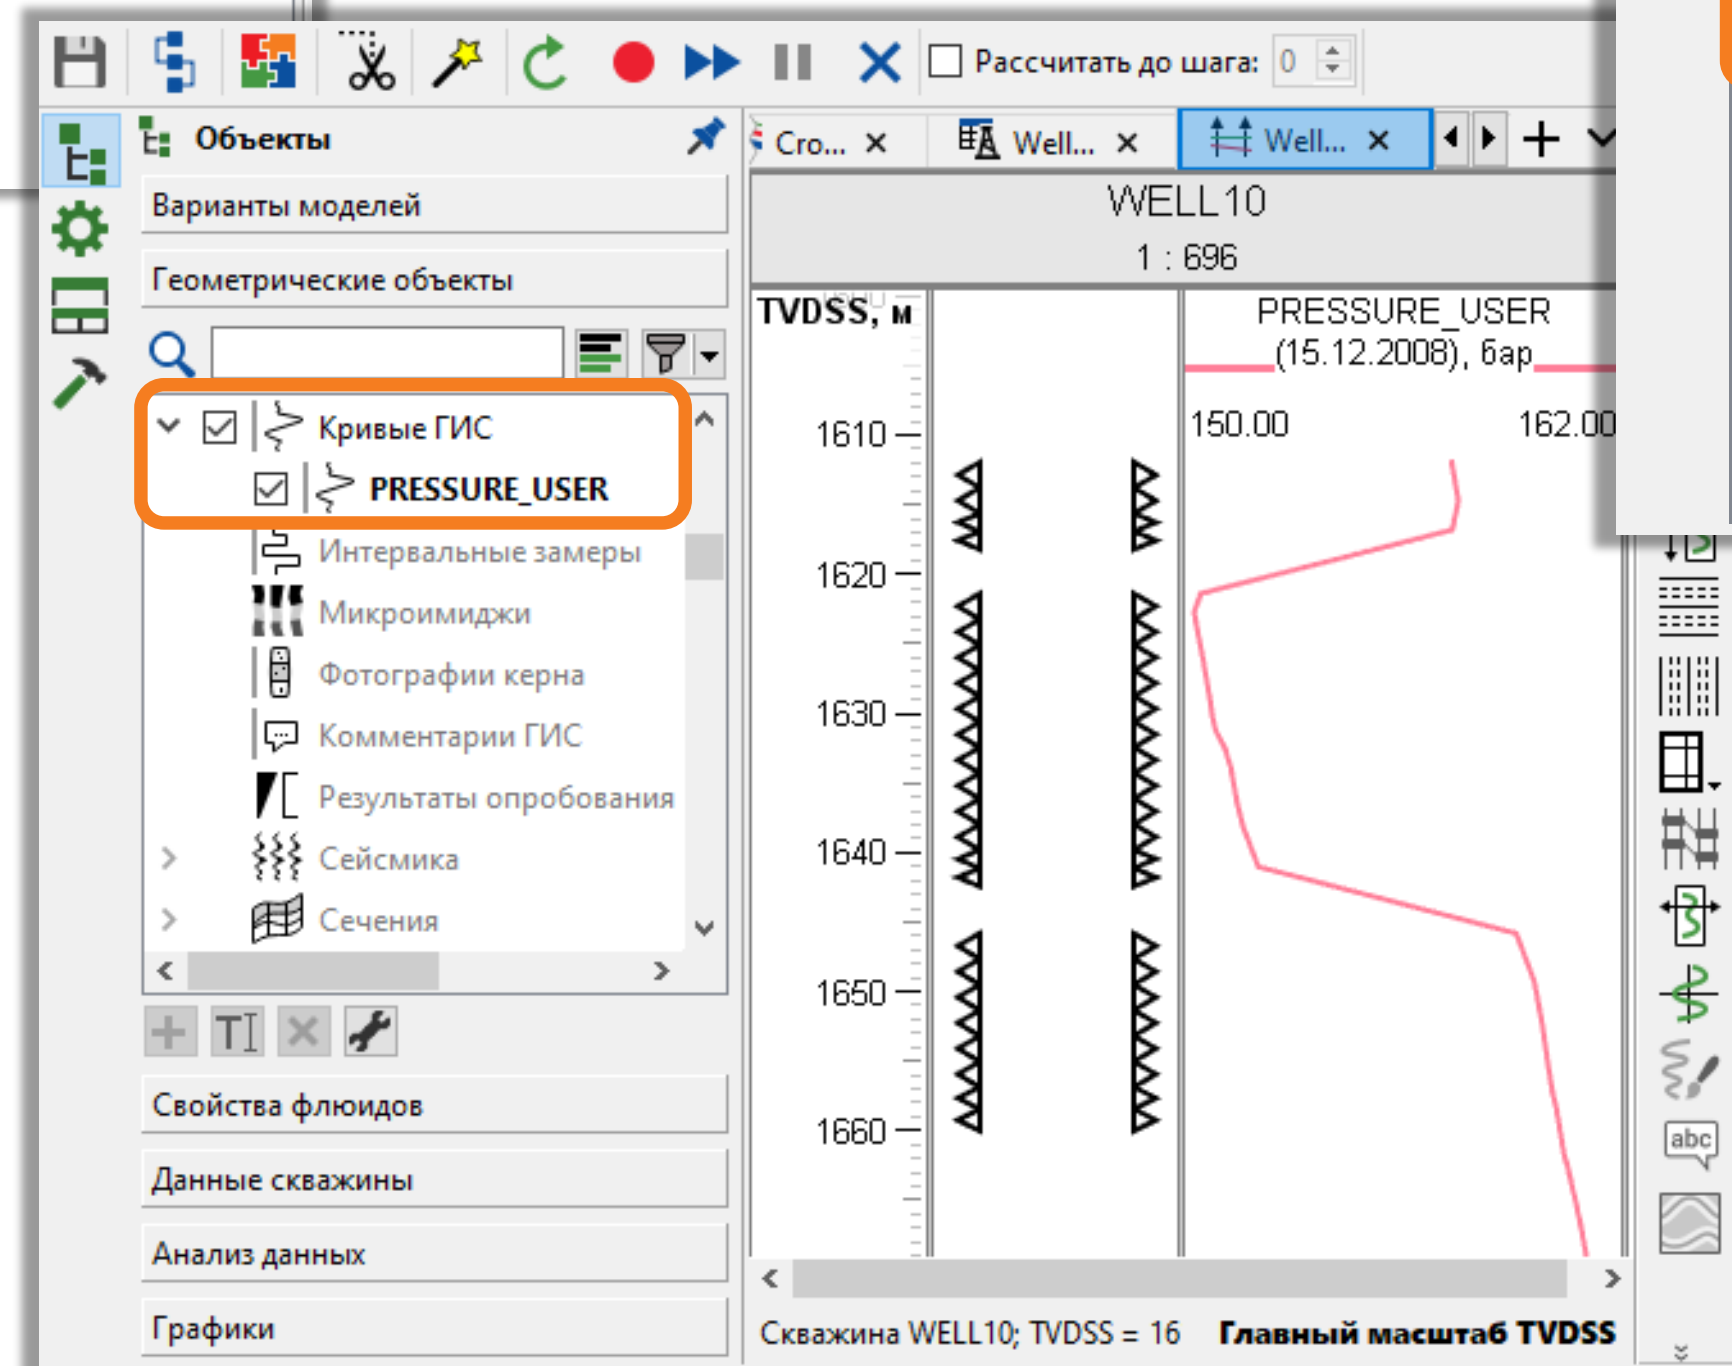 Рассчитать до шага: 0
Объекты
Cro...
Well...
Well...
Варианты моделей
Геометрические объекты
WELL10
1 : 696
TVDSS, м
PRESSURE_USER
(15.12.2008), бар
150.00 162.00
Кривые ГИС
PRESSURE_USER
Интервальные замеры
Микроимиджи
Фотографии керна
Комментарии ГИС
Результаты опробования
Сейсмика
Сечения
1610
1620
1630
1640
1650
1660
TI
abc
Свойства флюидов
Данные скважины
Анализ данных
Графики
Скважина WELL10; TVDSS = 16 Главный масштаб TVDSS